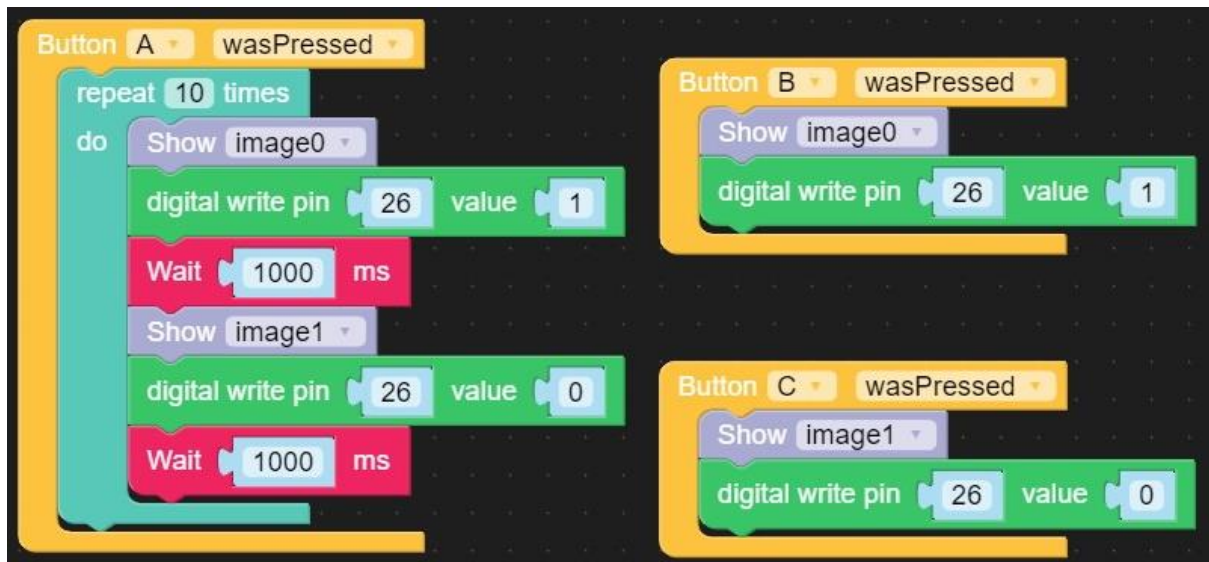 Button A wasPressed
repeat 10 times
do Show image0
digital write pin 26 value 1
Wait 1000 ms
Show image1
digital write pin 26 value 0
Wait 1000 ms
Button B wasPressed
Show image0
digital write pin 26 value 1
Button C wasPressed
Show image1
digital write pin 26 value 0